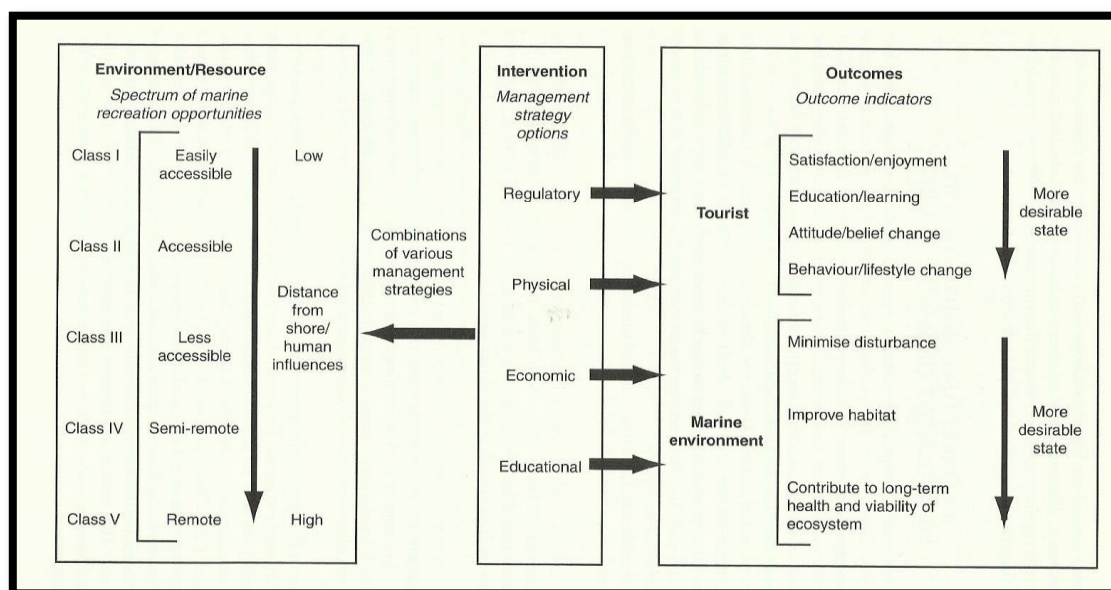 Environment/Resource
Spectrum of marine
recreation opportunities
Class I
Easily
accessible
Low
Class II
Accessible
Class III
Less
accessible
Distance
from
shore/
human
influences
Class IV
Semi-remote
Class V
Remote
High
Combinations
of various
management
strategies
Intervention
Management
strategy
options
Regulatory
Physical
Economic
Educational
Outcomes
Outcome indicators
Tourist
Satisfaction/enjoyment
Education/learning
Attitude/belief change
Behaviour/lifestyle change
More
desirable
state
Marine
environment
Minimise disturbance
Improve habitat
Contribute to long-term
health and viability of
ecosystem
More
desirable
state